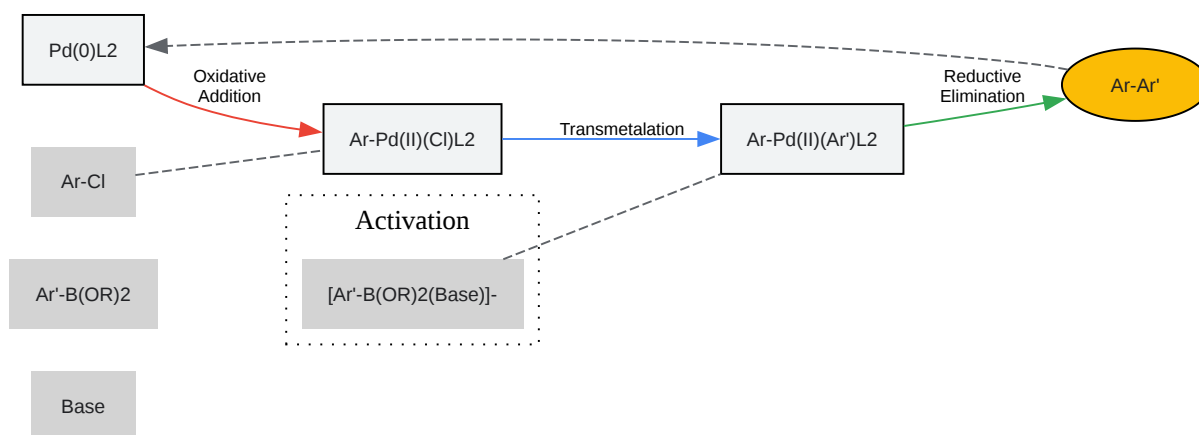 Pd(0)L2
Oxidative
Addition
Ar-Pd(II)(Cl)L2
Transmetalation
Ar-Pd(II)(Ar')L2
Reductive
Elimination
Ar-Ar'
Ar-Cl
Activation
Ar'-B(OR)2
[Ar'-B(OR)2(Base)]-
Base